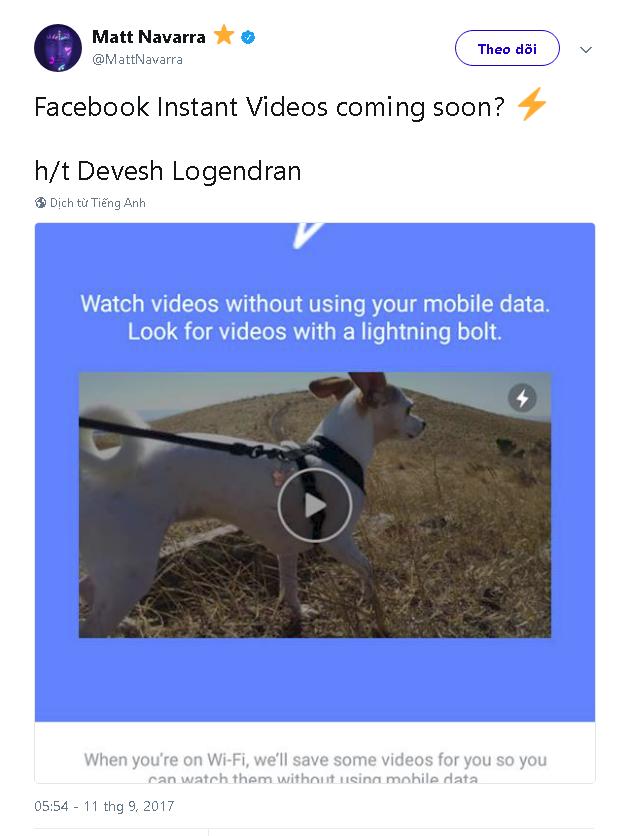 Matt Navarra
@MattNavarra
Theo dõi
Facebook Instant Videos coming soon?
h/t Devesh Logendran
Dịch từ Tiếng Anh
Watch videos without using your mobile data.
Look for videos with a lightning bolt.
When you're on Wi-Fi, we'll save some videos for you so you
can watch them without using mobile data.
05:54 - 11 thg 9, 2017